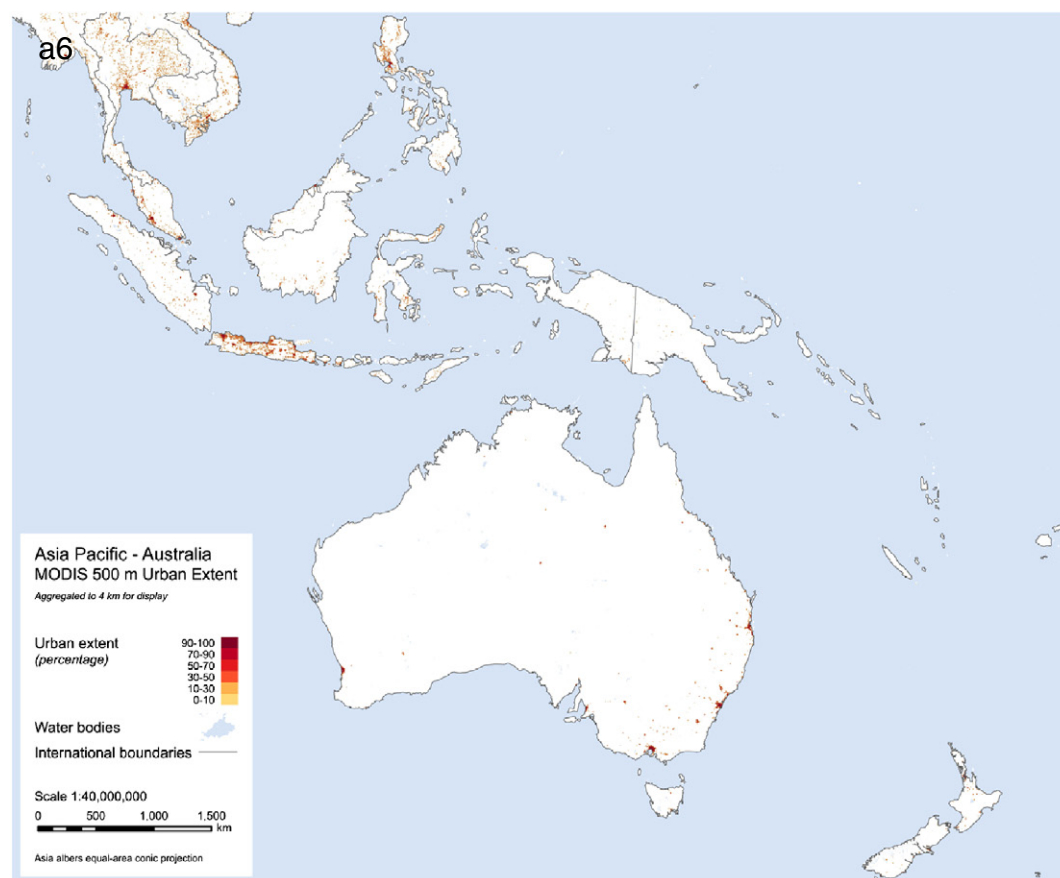 a6
Asia Pacific - Australia
MODIS 500 m Urban Extent
Aggregated to 4 km for display
Urban extent
(percentage)
90-100
70-90
50-70
30-50
10-30
0-10
Water bodies
International boundaries
Scale 1:40,000,000
0 500 1,000 1,500
km
Asia albers equal-area conic projection